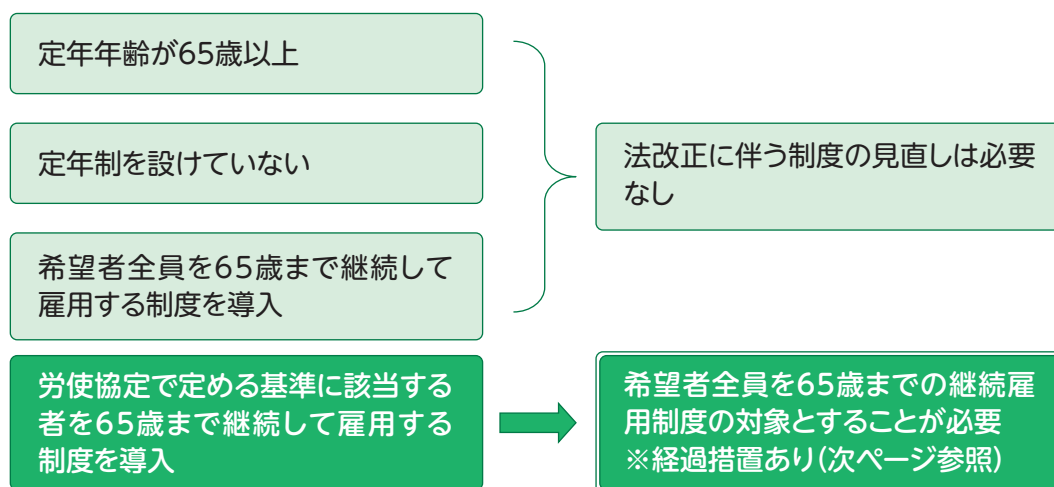 定年年齢が65歳以上
定年制を設けていない
希望者全員を65歳まで継続して
雇用する制度を導入
法改正に伴う制度の見直しは必要
なし
労使協定で定める基準に該当する
者を65歳まで継続して雇用する
制度を導入
希望者全員を65歳までの継続雇
用制度の対象とすることが必要
※経過措置あり(次ページ参照)